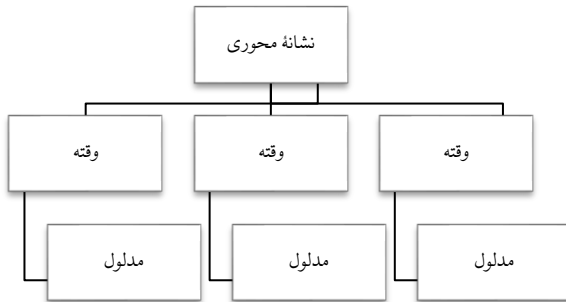 نشانهٔ محوری
وقته
وقته
وقته
مدلول
مدلول
مدلول